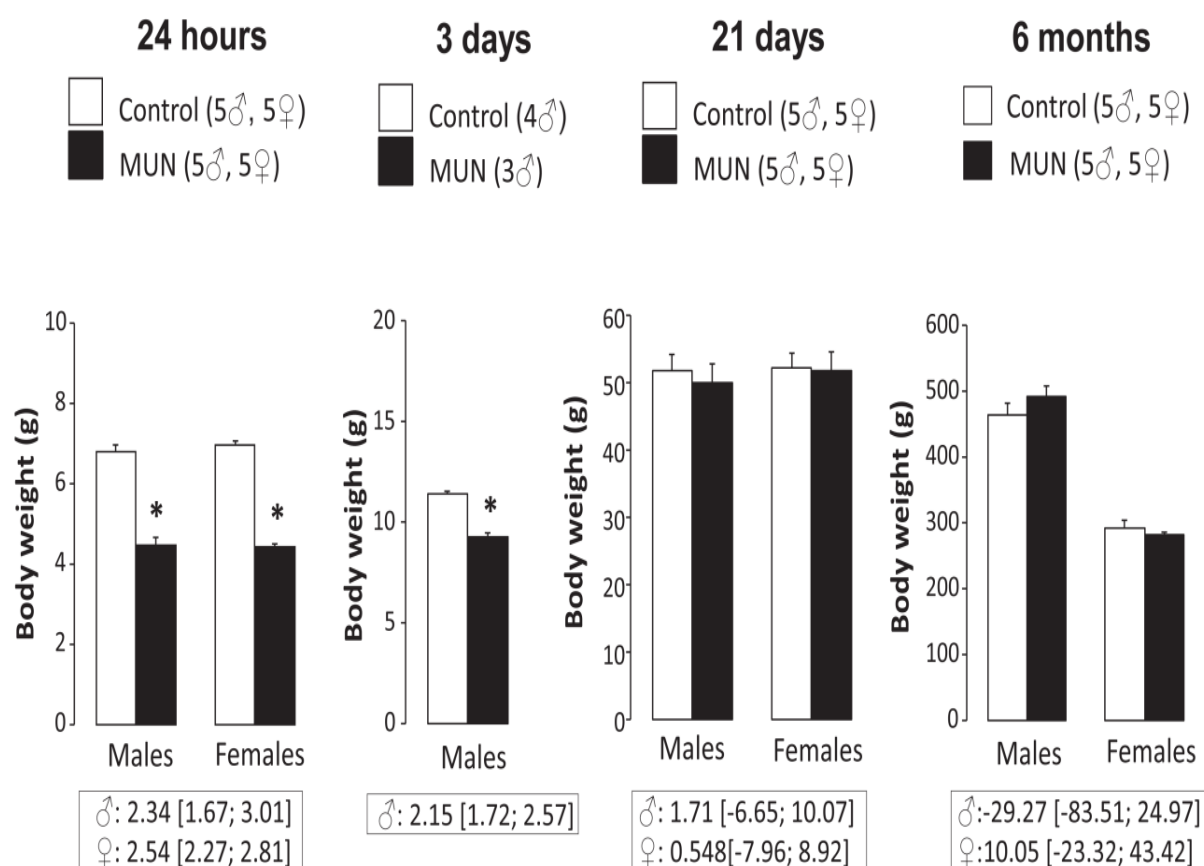 24 hours
Control (5♂, 5♀)
MUN (5♂, 5♀)
3 days
Control (4♂)
MUN (3♂)
21 days
Control (5♂, 5♀)
MUN (5♂, 5♀)
6 months
Control (5♂, 5♀)
MUN (5♂, 5♀)
Body weight (g)
10
8
6
4
2
0
*
*
Males
Females
♂: 2.34 [1.67; 3.01]
♀: 2.54 [2.27; 2.81]
Body weight (g)
20
15
10
5
0
*
Males
♂: 2.15 [1.72; 2.57]
Body weight (g)
60
50
40
30
20
10
0
Males
Females
♂: 1.71 [-6.65; 10.07]
♀: 0.548[-7.96; 8.92]
Body weight (g)
600
500
400
300
200
100
0
Males
Females
♂:-29.27 [-83.51; 24.97]
♀:10.05 [-23.32; 43.42]